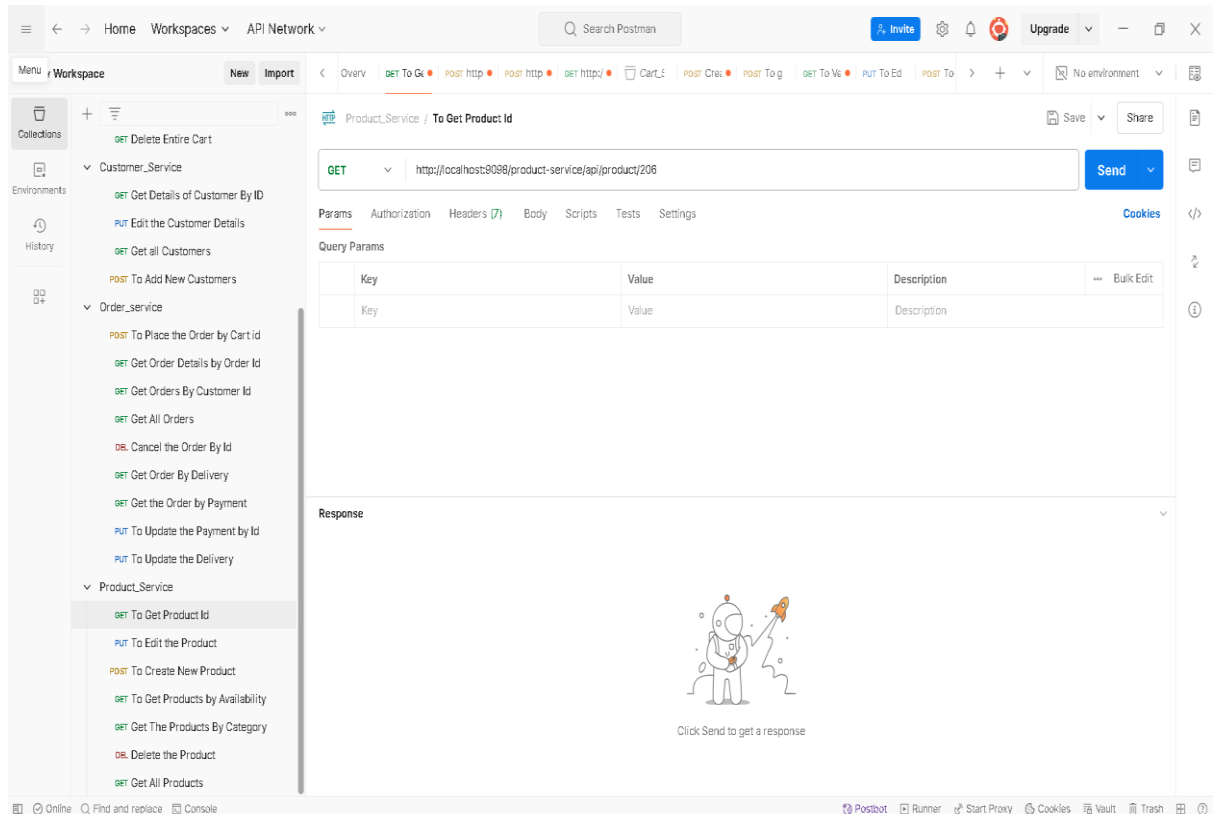 Home Workspaces API Network Search Postman Invite Upgrade
Menu Workspace New Import Overv GET To Ge POST http POST http GET http:/ Cart_S POST Crea POST To g GET To Ve PUT To Ed POST To No environment
Collections
Environments
History
GET Delete Entire Cart
Customer_Service
GET Get Details of Customer By ID
PUT Edit the Customer Details
GET Get all Customers
POST To Add New Customers
Order_service
POST To Place the Order by Cart id
GET Get Order Details by Order Id
GET Get Orders By Customer Id
GET Get All Orders
DEL Cancel the Order By Id
GET Get Order By Delivery
GET Get the Order by Payment
PUT To Update the Payment by Id
PUT To Update the Delivery
Product_Service
GET To Get Product Id
PUT To Edit the Product
POST To Create New Product
GET To Get Products by Availability
GET Get The Products By Category
DEL Delete the Product
GET Get All Products
HTTP Product_Service / To Get Product Id Save Share
GET http://localhost:9098/product-service/api/product/206 Send
Params Authorization Headers (7) Body Scripts Tests Settings Cookies
Query Params
Key Value Description Bulk Edit
Key Value Description
Response
Click Send to get a response
Online Find and replace Console Postbot Runner Start Proxy Cookies Vault Trash